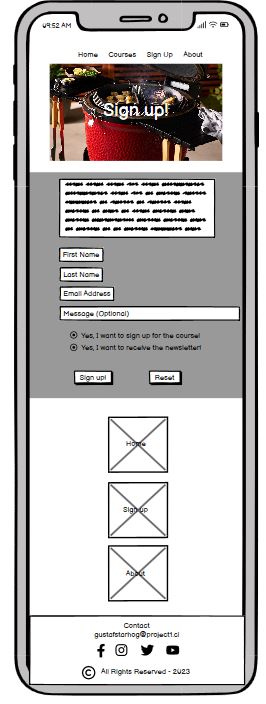 09:52 AM
Home Courses Sign Up About
Sign up!
First Name
Last Name
Email Address
Message (Optional)
Yes, I want to sign up for the course!
Yes, I want to receive the newsletter!
Sign up! Reset
Home
Sign up
About
Contact
gustafstarhog@project1.ci
© All Rights Reserved - 2023